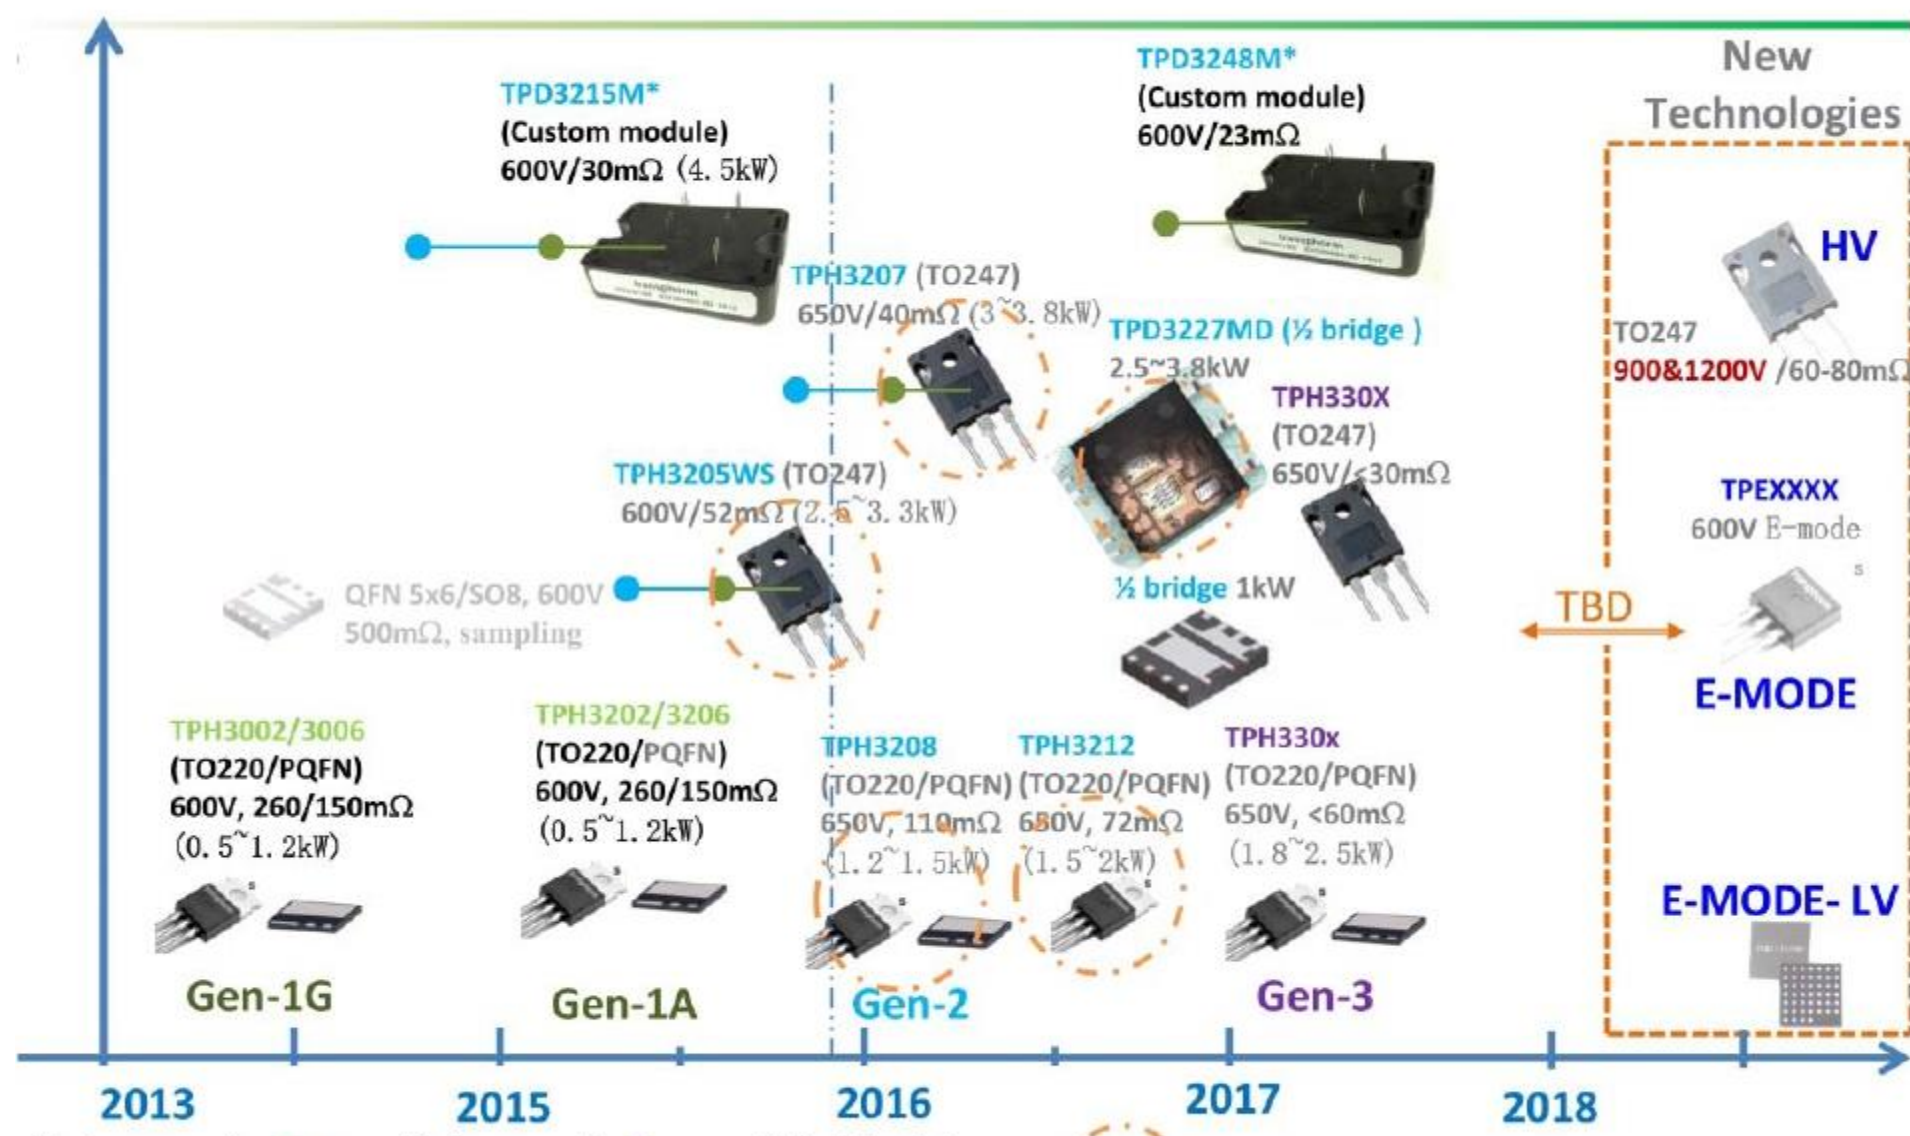 TPD3215M*
(Custom module)
600V/30mΩ (4.5kW)
TPD3248M*
(Custom module)
600V/23mΩ
New
Technologies
HV
TO247
900&1200V /60-80mΩ
TPH3207 (TO247)
650V/40mΩ (3~3.8kW)
TPD3227MD (½ bridge )
2.5~3.8kW
TPH330X
(TO247)
650V/<30mΩ
TPH3205WS (TO247)
600V/52mΩ (2.5~3.3kW)
TPEXXXX
600V E-mode
s
QFN 5x6/SO8, 600V
500mΩ, sampling
½ bridge 1kW
TBD
E-MODE
TPH3002/3006
(TO220/PQFN)
600V, 260/150mΩ
(0.5~1.2kW)
s
TPH3202/3206
(TO220/PQFN)
600V, 260/150mΩ
(0.5~1.2kW)
s
TPH3208
(TO220/PQFN)
650V, 110mΩ
(1.2~1.5kW)
s
TPH3212
(TO220/PQFN)
650V, 72mΩ
(1.5~2kW)
s
TPH330x
(TO220/PQFN)
650V, <60mΩ
(1.8~2.5kW)
s
E-MODE- LV
Gen-1G
Gen-1A
Gen-2
Gen-3
2013
2015
2016
2017
2018